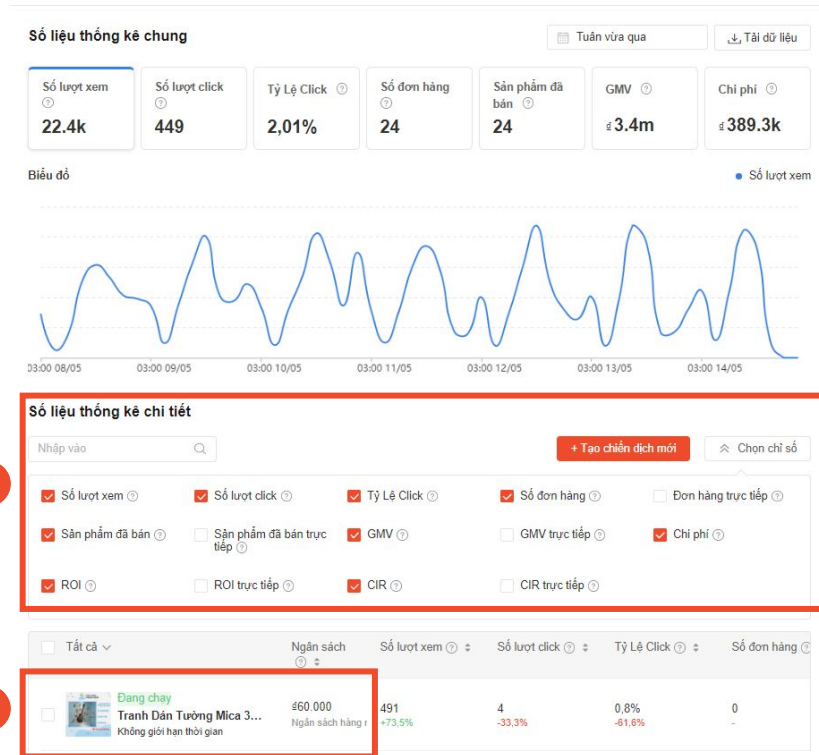 Số liệu thống kê chung
Tuần vừa qua
Tải dữ liệu
Số lượt xem
22.4k
Số lượt click
449
Tỷ Lệ Click
2,01%
Số đơn hàng
24
Sản phẩm đã bán
24
GMV
₫3.4m
Chi phí
₫389.3k
Biểu đồ
Số lượt xem
03:00 08/05 03:00 09/05 03:00 10/05 03:00 11/05 03:00 12/05 03:00 13/05 03:00 14/05
Số liệu thống kê chi tiết
Nhập vào
+ Tạo chiến dịch mới
Chọn chỉ số
Số lượt xem Số lượt click Tỷ Lệ Click Số đơn hàng Đơn hàng trực tiếp
Sản phẩm đã bán Sản phẩm đã bán trực tiếp GMV GMV trực tiếp Chi phí
ROI ROI trực tiếp CIR CIR trực tiếp
Tất cả Ngân sách Số lượt xem Số lượt click Tỷ Lệ Click Số đơn hàng
Đang chạy
Tranh Dán Tường Mica 3...
Không giới hạn thời gian
₫60.000
Ngân sách hàng n
491
+73,5%
4
-33,3%
0,8%
-61,6%
0
-